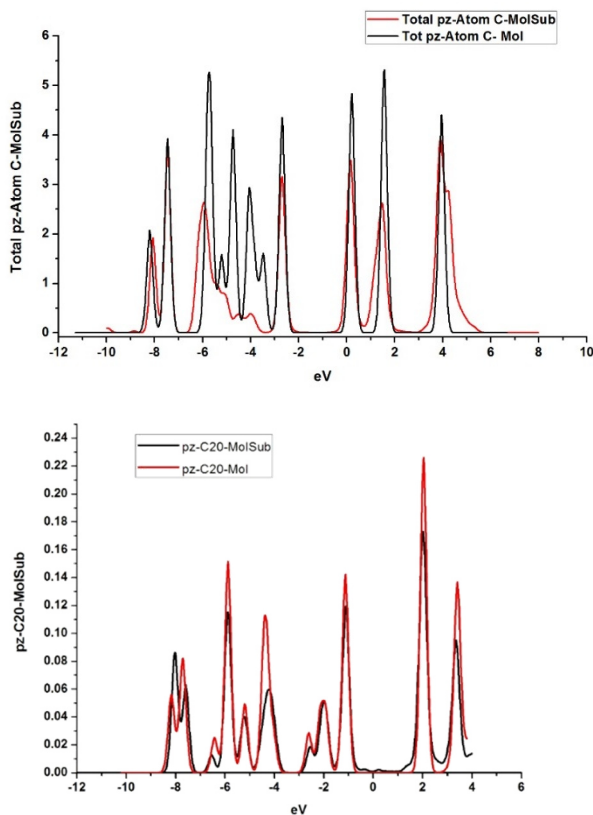 Total pz-Atom C-MolSub
Tot pz-Atom C- Mol
Total pz-Atom C-MolSub
6
5
4
3
2
1
0
-12 -10 -8 -6 -4 -2 0 2 4 6 8 10
eV
pz-C20-MolSub
pz-C20-Mol
pz-C20-MolSub
0.24
0.22
0.20
0.18
0.16
0.14
0.12
0.10
0.08
0.06
0.04
0.02
0.00
-12 -10 -8 -6 -4 -2 0 2 4 6
eV